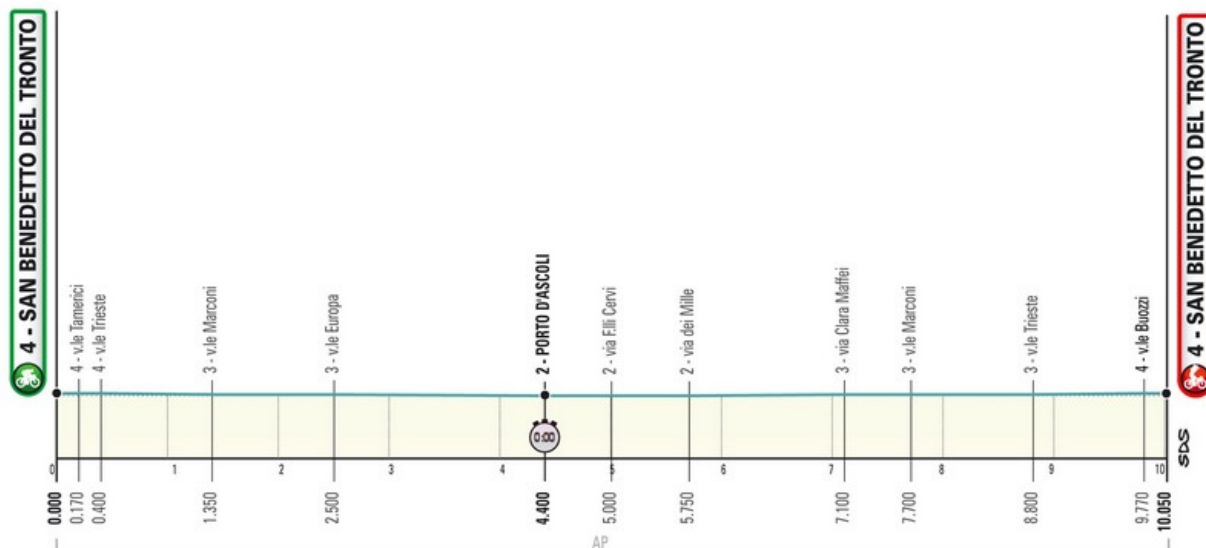 4 - SAN BENEDETTO DEL TRONTO
4 - v.le Tamerici
4 - v.le Trieste
3 - v.le Marconi
3 - v.le Europa
2 - PORTO D'ASCOLI
2 - via F.lli Cervi
2 - via dei Mille
3 - via Clara Maffei
3 - v.le Marconi
3 - v.le Trieste
4 - v.le Buozzi
4 - SAN BENEDETTO DEL TRONTO
0:00
SDS
0 1 2 3 4 5 6 7 8 9 10
0.000 0.170 0.400 1.350 2.500 4.400 5.000 5.750 7.100 7.700 8.800 9.770 10.050
AP